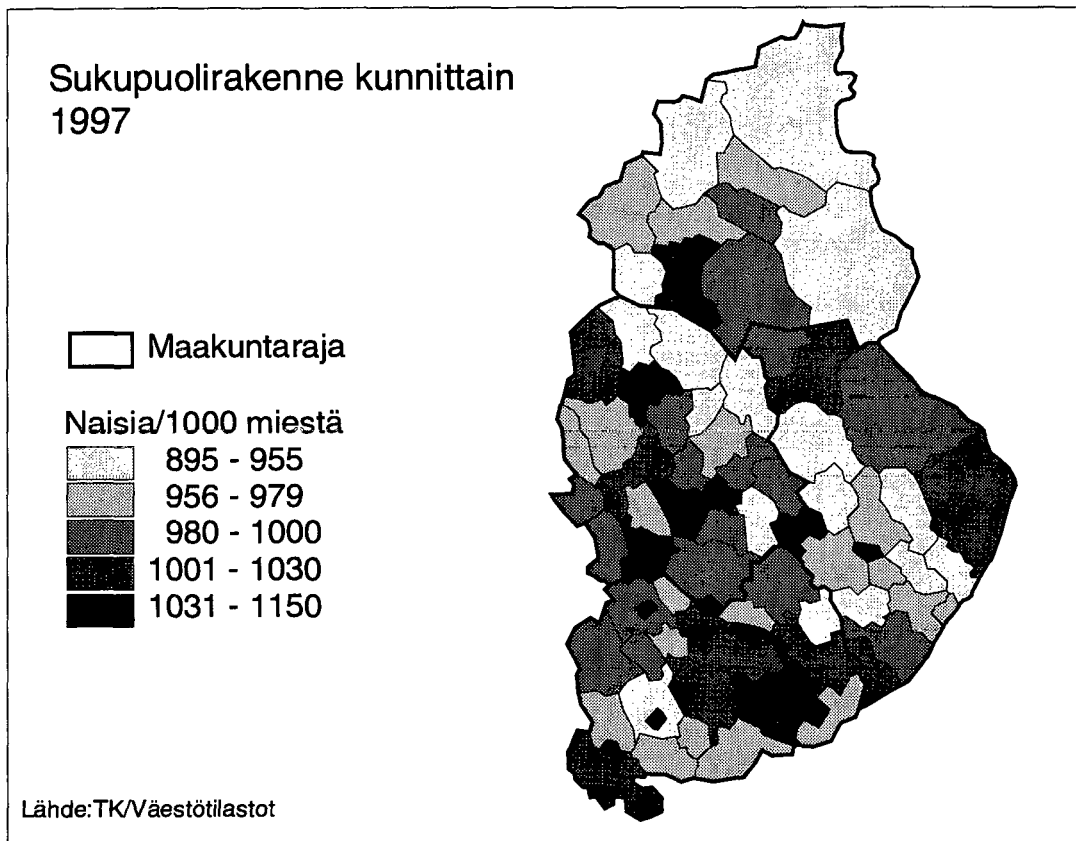 Sukupuolirakenne kunnittain
1997
Maakuntaraja
Naisia/1000 miestä
895 - 955
956 - 979
980 - 1000
1001 - 1030
1031 - 1150
Lähde:TK/Väestötilastot